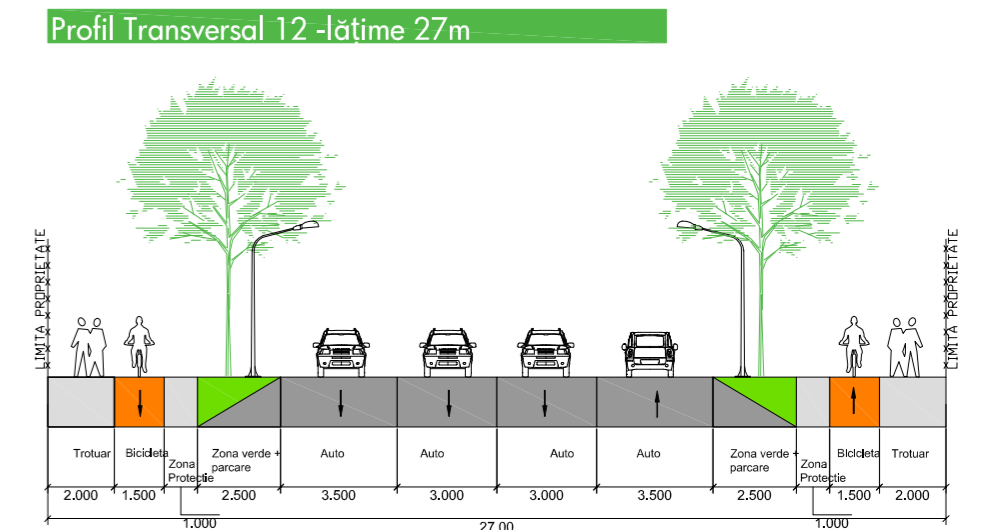 Profil Transversal 12 -lățime 27m
LIMITA PROPRIETATE
LIMITA PROPRIETATE
Trotuar
Bicicleta
Zona
Protectie
Zona verde +
parcare
Auto
Auto
Auto
Auto
Zona verde +
parcare
Zona
Protectie
Bicicleta
Trotuar
2.000 1.500 2.500 3.500 3.000 3.000 3.500 2.500 1.500 2.000
1.000 27.00 1.000